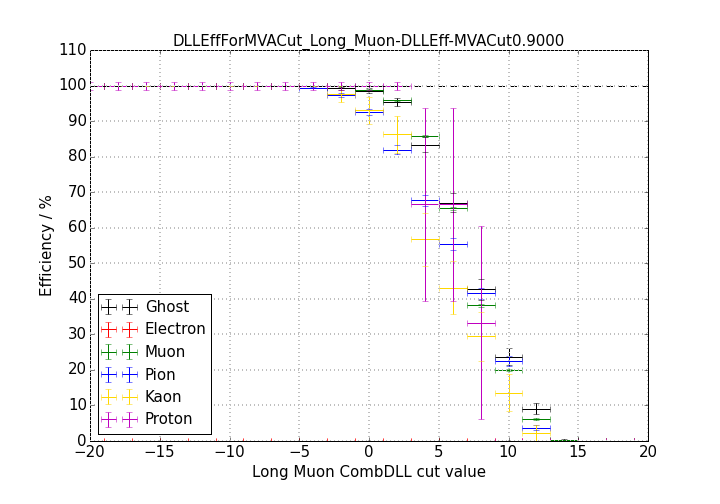 DLLEffForMVACut_Long_Muon-DLLEff-MVACut0.9000
110
100
90
80
70
60
50
40
30
20
10
0
Efficiency / %
Ghost
Electron
Muon
Pion
Kaon
Proton
−20 −15 −10 −5 0 5 10 15 20
Long Muon CombDLL cut value